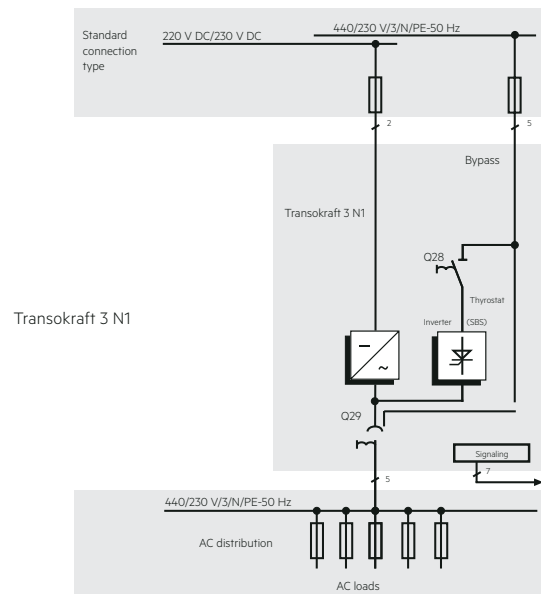 Standard
connection
type
220 V DC/230 V DC
440/230 V/3/N/PE-50 Hz
2
5
Bypass
Transokraft 3 N1
Q28
Thyrostat
Inverter
(SBS)
Transokraft 3 N1
Q29
Signaling
7
5
440/230 V/3/N/PE-50 Hz
AC distribution
AC loads